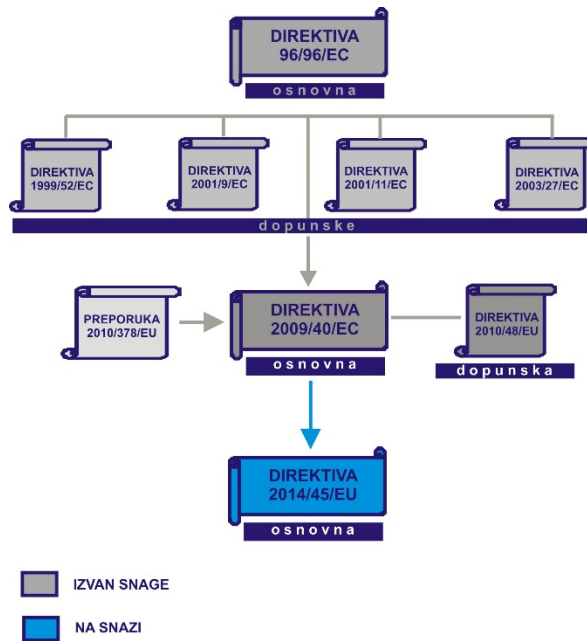 DIREKTIVA
96/96/EC
osnovna
DIREKTIVA
1999/52/EC
DIREKTIVA
2001/9/EC
DIREKTIVA
2001/11/EC
DIREKTIVA
2003/27/EC
dopunske
PREPORUKA
2010/378/EU
DIREKTIVA
2009/40/EC
osnovna
DIREKTIVA
2010/48/EU
dopunska
DIREKTIVA
2014/45/EU
osnovna
IZVAN SNAGE
NA SNAZI